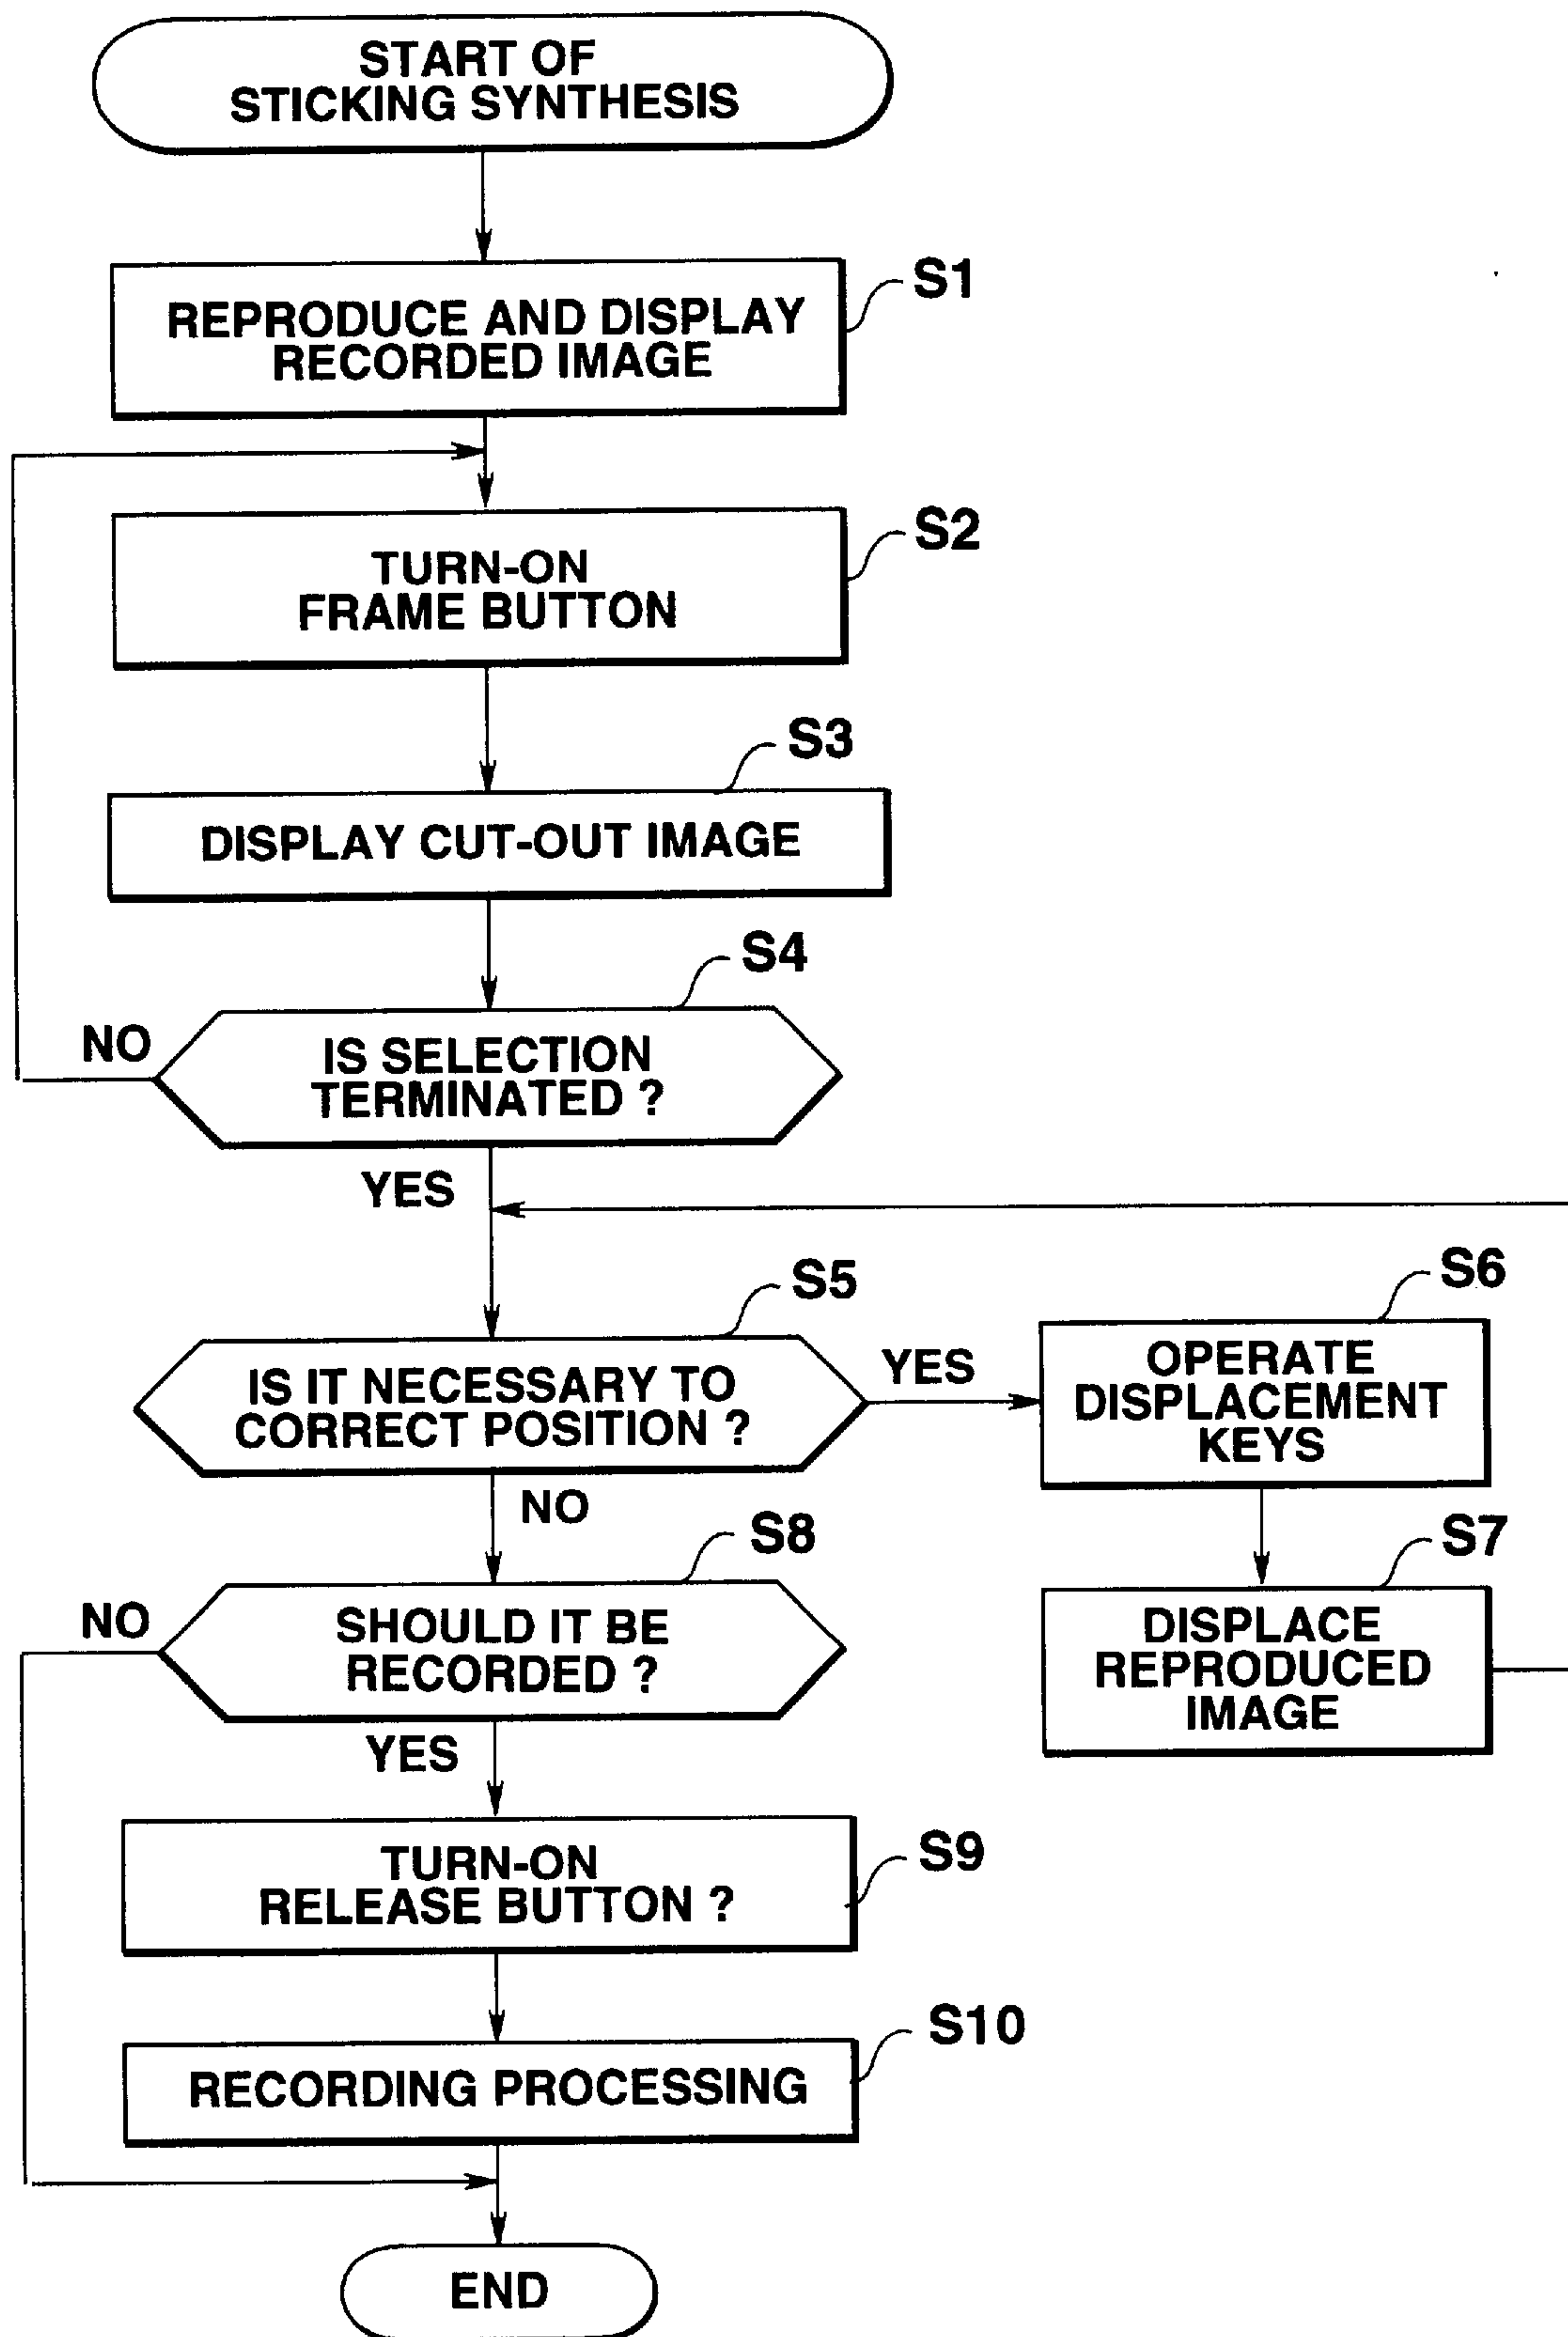 START OF
STICKING SYNTHESIS
S1
REPRODUCE AND DISPLAY
RECORDED IMAGE
S2
TURN-ON
FRAME BUTTON
S3
DISPLAY CUT-OUT IMAGE
S4
NO
IS SELECTION
TERMINATED ?
YES
S5
IS IT NECESSARY TO
CORRECT POSITION ?
YES
S6
OPERATE
DISPLACEMENT
KEYS
NO
S7
DISPLACE
REPRODUCED
IMAGE
S8
NO
SHOULD IT BE
RECORDED ?
YES
S9
TURN-ON
RELEASE BUTTON ?
S10
RECORDING PROCESSING
END